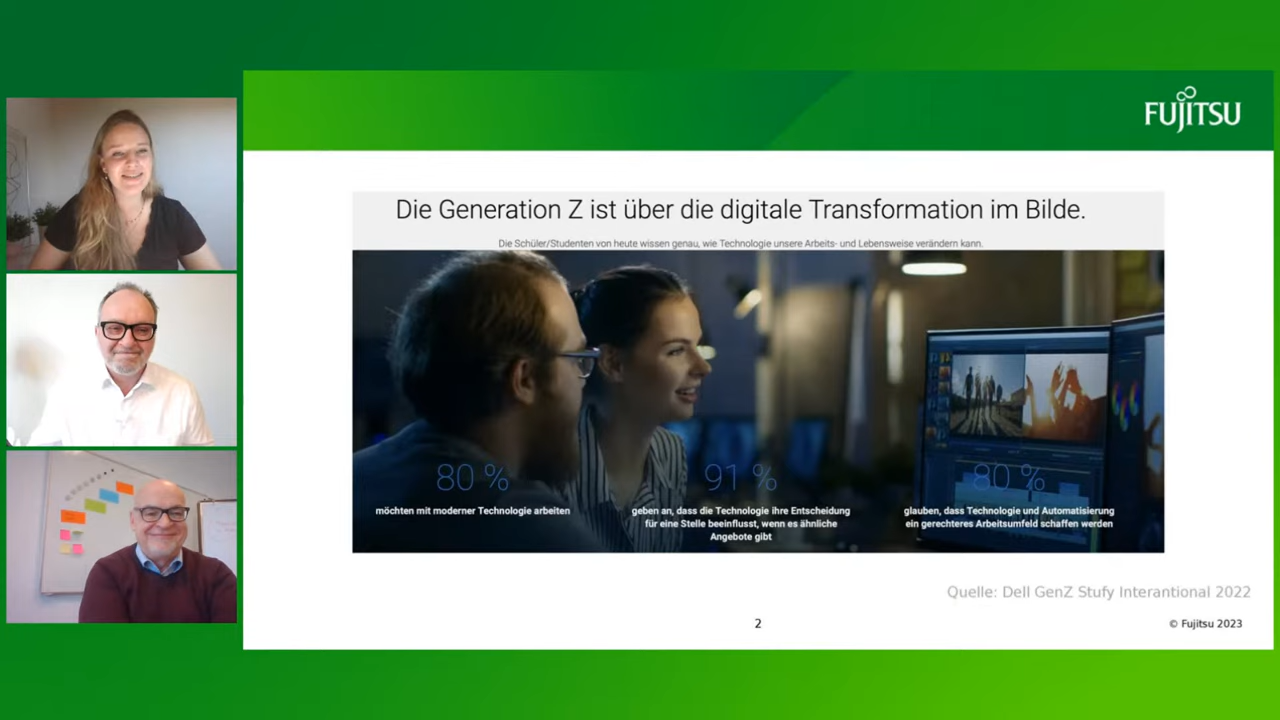 FUJITSU
Die Generation Z ist über die digitale Transformation im Bilde.
Die Schüler/Studenten von heute wissen genau, wie Technologie unsere Arbeits- und Lebensweise verändern kann.
80 %
möchten mit moderner Technologie arbeiten
91 %
geben an, dass die Technologie ihre Entscheidung
für eine Stelle beeinflusst, wenn es ähnliche
Angebote gibt
80 %
glauben, dass Technologie und Automatisierung
ein gerechteres Arbeitsumfeld schaffen werden
Quelle: Dell GenZ Stufy Interantional 2022
2
© Fujitsu 2023